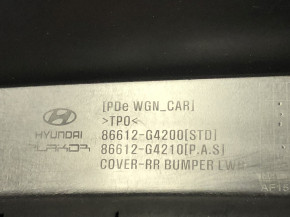 [PDe WGN_CAR]
>TPO<
HYUNDAI 86612-G4200[STD]
86612-G4210[P.A.S]
COVER-RR BUMPER LWR